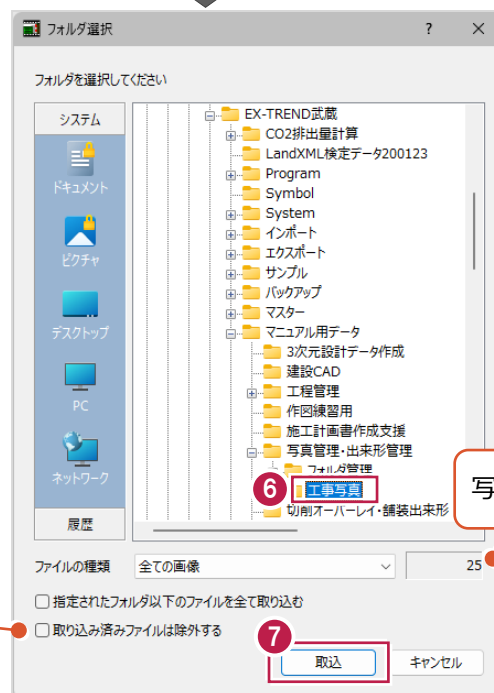 フォルダ選択
?
×
フォルダを選択してください
システム
ドキュメント
ピクチャ
デスクトップ
PC
ネットワーク
履歴
EX-TREND武蔵
CO2排出量計算
LandXML検定データ200123
Program
Symbol
System
インポート
エクスポート
サンプル
バックアップ
マスター
マニュアル用データ
3次元設計データ作成
建設CAD
工程管理
作図練習用
施工計画書作成支援
写真管理・出来形管理
フォルダ管理
6
工事写真
写
切削オーバーレイ・舗装出来形
ファイルの種類
全ての画像
25
指定されたフォルダ以下のファイルを全て取り込む
取り込み済みファイルは除外する
7
取込
キャンセル